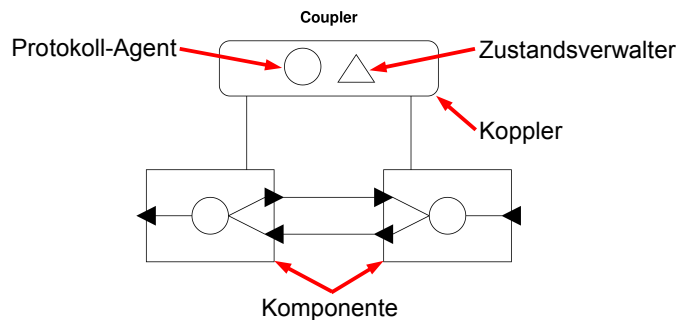 Coupler
Protokoll-Agent
Zustandsverwalter
Koppler
Komponente